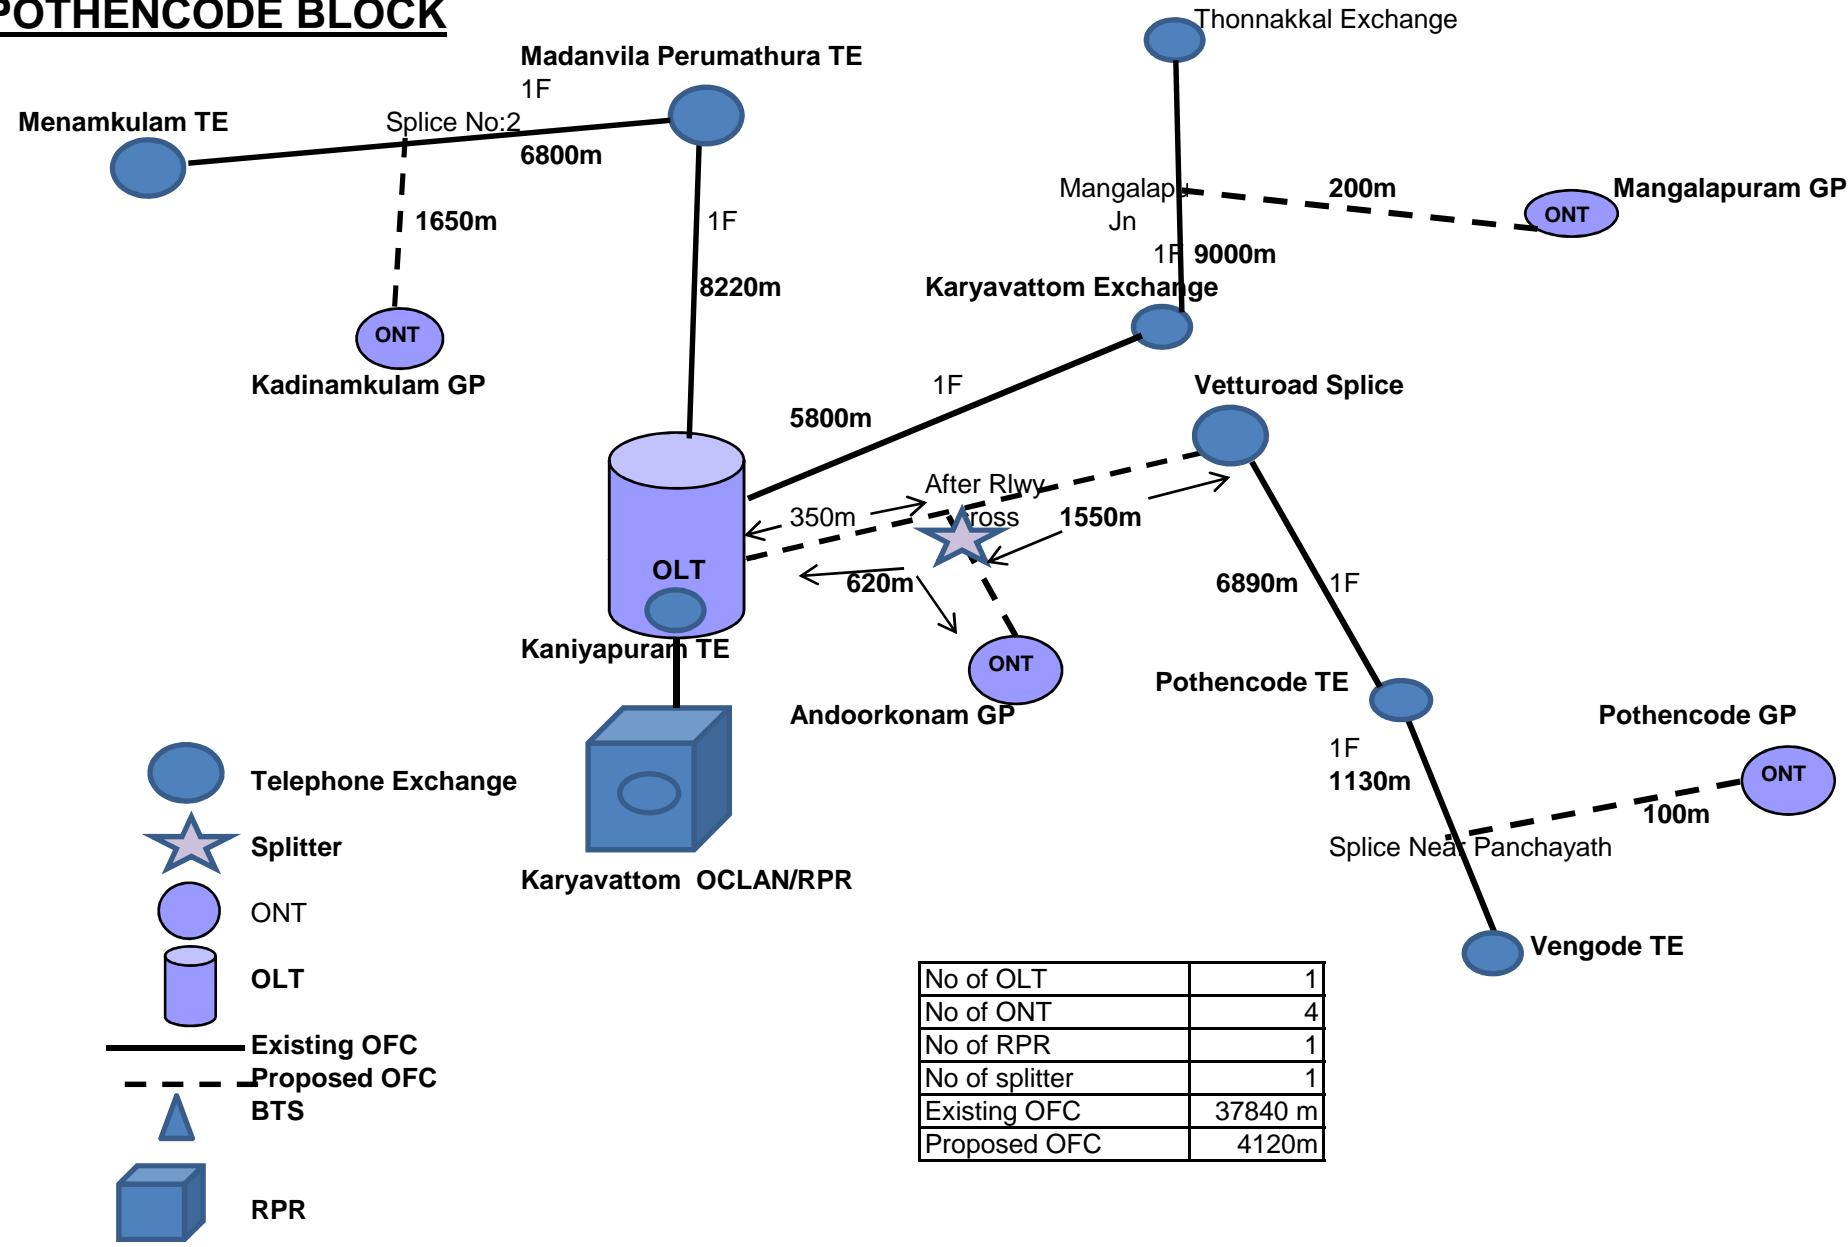 POTHENCODE BLOCK
Thonnakkal Exchange
Madanvila Perumathura TE
1F
Menamkulam TE
Splice No:2
6800m
Mangalapu
Jn
200m
Mangalapuram GP
ONT
1650m
1F
1F 9000m
8220m
Karyavattom Exchange
ONT
Kadinamkulam GP
1F
5800m
Vetturoad Splice
After Rlwy
cross
350m
1550m
OLT
620m
6890m 1F
Kaniyapuram TE
ONT
Andoorkonam GP
Pothencode TE
Pothencode GP
1F
1130m
ONT
100m
Splice Near Panchayath
Karyavattom OCLAN/RPR
Vengode TE
Telephone Exchange
Splitter
ONT
OLT
Existing OFC
Proposed OFC
BTS
RPR
No of OLT 1
No of ONT 4
No of RPR 1
No of splitter 1
Existing OFC 37840 m
Proposed OFC 4120m